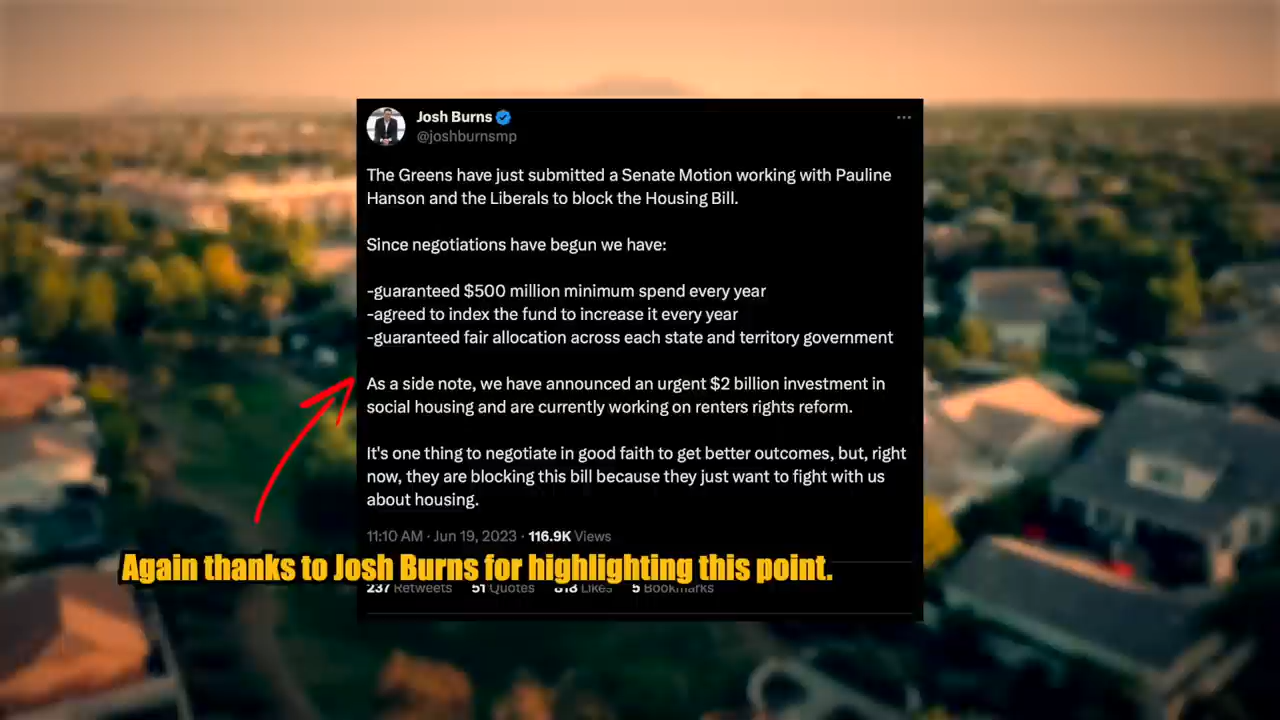 Josh Burns
@joshburnsmp
The Greens have just submitted a Senate Motion working with Pauline
Hanson and the Liberals to block the Housing Bill.
Since negotiations have begun we have:
-guaranteed $500 million minimum spend every year
-agreed to index the fund to increase it every year
-guaranteed fair allocation across each state and territory government
As a side note, we have announced an urgent $2 billion investment in
social housing and are currently working on renters rights reform.
It's one thing to negotiate in good faith to get better outcomes, but, right
now, they are blocking this bill because they just want to fight with us
about housing.
11:10 AM · Jun 19, 2023 · 116.9K Views
Again thanks to Josh Burns for highlighting this point.
237 Retweets 51 Quotes 818 Likes 5 Bookmarks